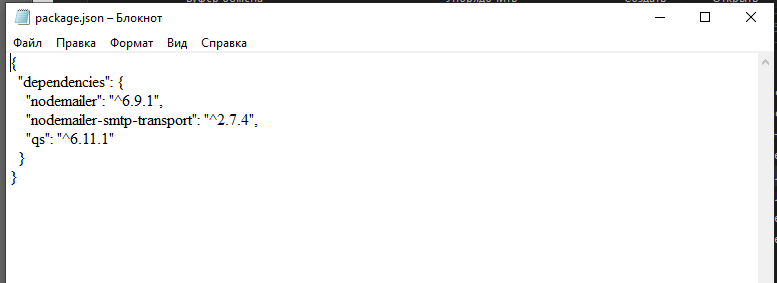 package.json – Блокнот
Файл Правка Формат Вид Справка
{
  "dependencies": {
    "nodemailer": "^6.9.1",
    "nodemailer-smtp-transport": "^2.7.4",
    "qs": "^6.11.1"
  }
}